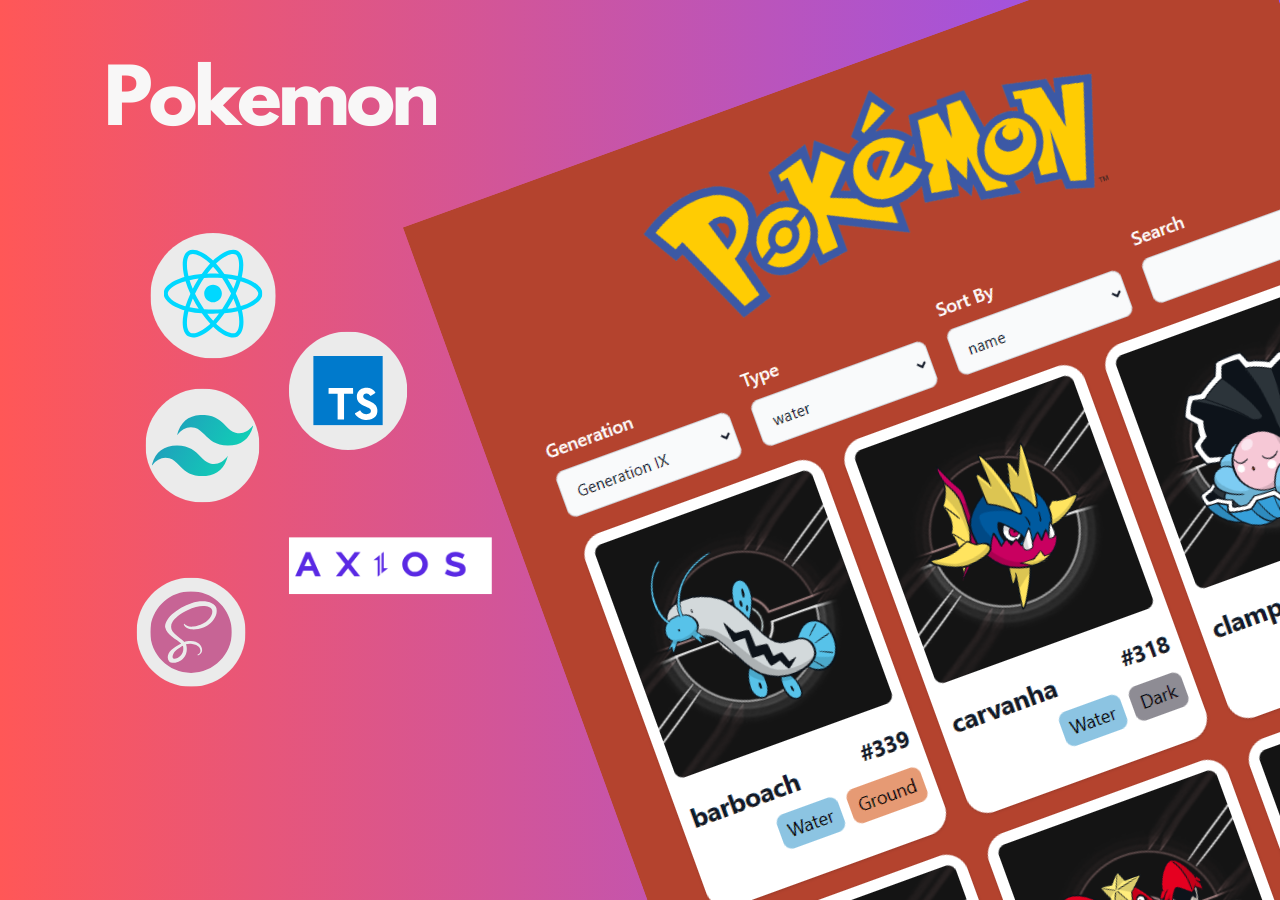 Pokemon
TS
AXIOS
POKéMON
™
Generation
Generation IX
Type
water
Sort By
name
Search
barboach
#339
Water
Ground
carvanha
#318
Water
Dark